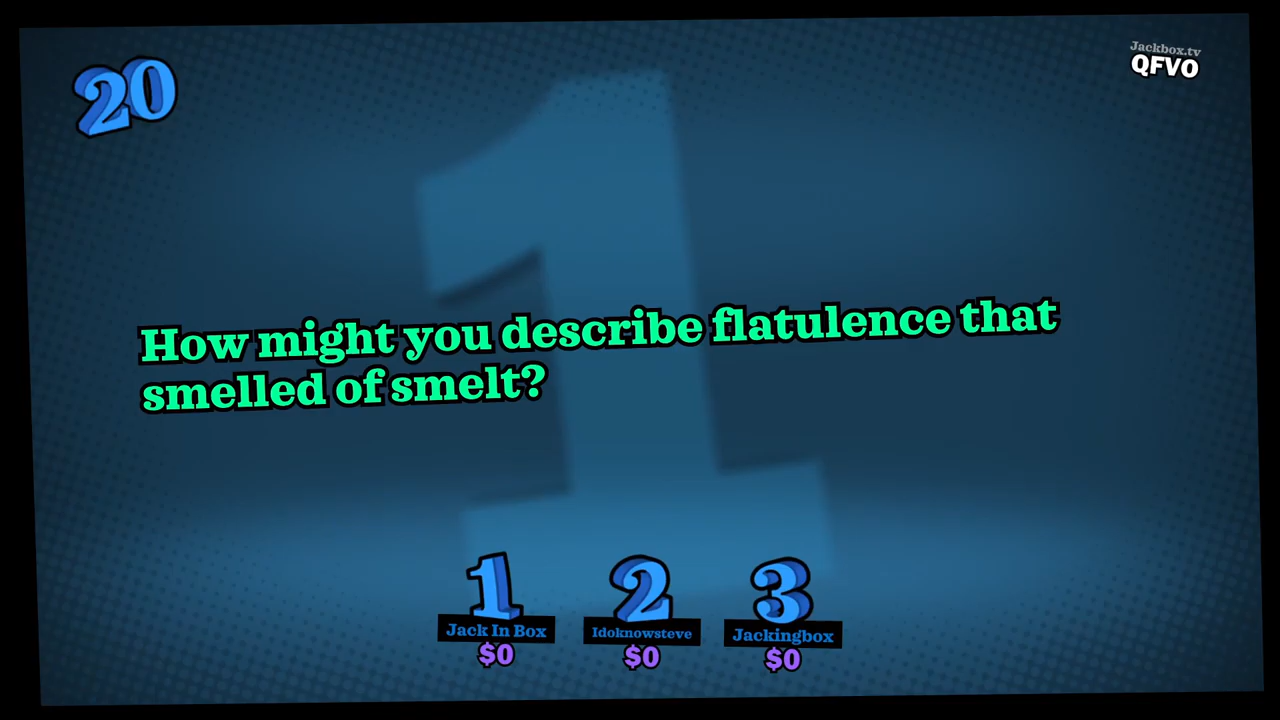 20
Jackbox.tv
QFVO
1
How might you describe flatulence that
smelled of smelt?
1 2 3
Jack In Box Idoknowsteve Jackingbox
$0 $0 $0